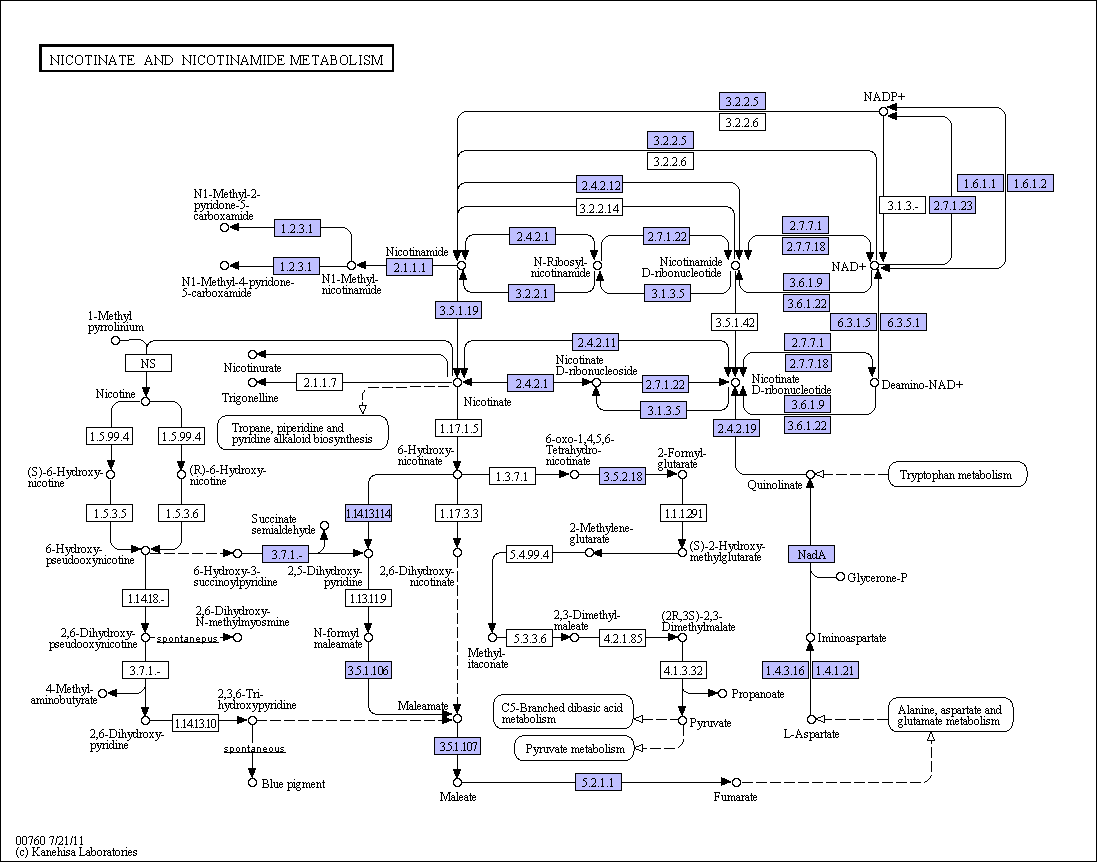 NICOTINATE AND NICOTINAMIDE METABOLISM
3.2.2.5
NADP+
3.2.2.6
3.2.2.5
3.2.2.6
2.4.2.12
1.6.1.1
1.6.1.2
N1-Methyl-2-
pyridone-5-
carboxamide
3.2.2.14
3.1.3.-
2.7.1.23
1.2.3.1
2.4.2.1
2.7.1.22
2.7.7.1
2.7.7.18
Nicotinamide
N-Ribosyl-
nicotinamide
Nicotinamide
D-ribonucleotide
NAD+
1.2.3.1
2.1.1.1
N1-Methyl-4-pyridone-
5-carboxamide
N1-Methyl-
nicotinamide
3.2.2.1
3.1.3.5
3.6.1.9
3.6.1.22
3.5.1.19
3.5.1.42
6.3.1.5
6.3.5.1
1-Methyl
pyrrolinium
2.4.2.11
2.7.7.1
2.7.7.18
NS
Nicotinurate
Nicotinate
D-ribonucleoside
2.1.1.7
2.4.2.1
2.7.1.22
Nicotinate
D-ribonucleotide
Deamino-NAD+
Nicotine
Trigonelline
Nicotinate
3.1.3.5
3.6.1.9
3.6.1.22
Tropane, piperidine and
pyridine alkaloid biosynthesis
1.5.99.4
1.5.99.4
1.17.1.5
2.4.2.19
6-Hydroxy-
nicotinate
6-oxo-1,4,5,6-
Tetrahydro-
nicotinate
2-Formyl-
glutarate
(S)-6-Hydroxy-
nicotine
(R)-6-Hydroxy-
nicotine
1.3.7.1
3.5.2.18
Quinolinate
Tryptophan metabolism
1.5.3.5
1.5.3.6
Succinate
semialdehyde
1.14.13.114
1.17.3.3
1.1.1.291
2-Methylene-
glutarate
6-Hydroxy-
pseudooxynicotine
3.7.1.-
5.4.99.4
(S)-2-Hydroxy-
methylglutarate
NadA
6-Hydroxy-3-
succinoylpyridine
2,5-Dihydroxy-
pyridine
2,6-Dihydroxy-
nicotinate
Glycerone-P
1.14.18.-
1.13.11.9
2,6-Dihydroxy-
N-methylmyosmine
2,6-Dihydroxy-
pseudooxynicotine
spontaneous
N-formyl
maleamate
2,3-Dimethyl-
maleate
(2R,3S)-2,3-
Dimethylmalate
Iminoaspartate
5.3.3.6
4.2.1.85
Methyl-
itaconate
3.7.1.-
3.5.1.106
4.1.3.32
1.4.3.16
1.4.1.21
4-Methyl-
aminobutyrate
2,3,6-Tri-
hydroxypyridine
Maleamate
Propanoate
C5-Branched dibasic acid
metabolism
Alanine, aspartate and
glutamate metabolism
1.14.13.10
Pyruvate
2,6-Dihydroxy-
pyridine
L-Aspartate
spontaneous
3.5.1.107
Pyruvate metabolism
Blue pigment
5.2.1.1
Maleate
Fumarate
00760 7/21/11
(c) Kanehisa Laboratories